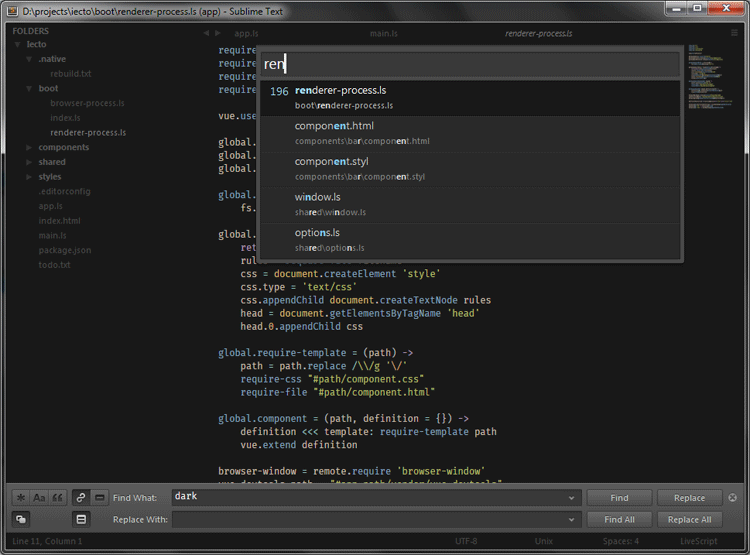 D:\projects\iecto\boot\renderer-process.ls (app) - Sublime Text
FOLDERS
iecto
.native
rebuild.txt
boot
browser-process.ls
index.ls
renderer-process.ls
components
shared
styles
.editorconfig
app.ls
index.html
main.ls
package.json
todo.txt
app.ls
main.ls
renderer-process.ls
ren
196 renderer-process.ls
boot\renderer-process.ls
component.html
components\bar\component.html
component.styl
components\bar\component.styl
window.ls
shared\window.ls
options.ls
shared\options.ls
require
require
require
require
vue.use
global.
global.
global.
global.
fs.
global.
ret
rules
css = document.createElement 'style'
css.type = 'text/css'
css.appendChild document.createTextNode rules
head = document.getElementsByTagName 'head'
head.0.appendChild css
global.require-template = (path) ->
path = path.replace /\\/g '\/'
require-css "#path/component.css"
require-file "#path/component.html"
global.component = (path, definition = {}) ->
definition <<< template: require-template path
vue.extend definition
browser-window = remote.require 'browser-window'
Find What: dark
Find
Replace
Replace With:
Find All
Replace All
Line 11, Column 1
UTF-8
Unix
Spaces: 4
LiveScript